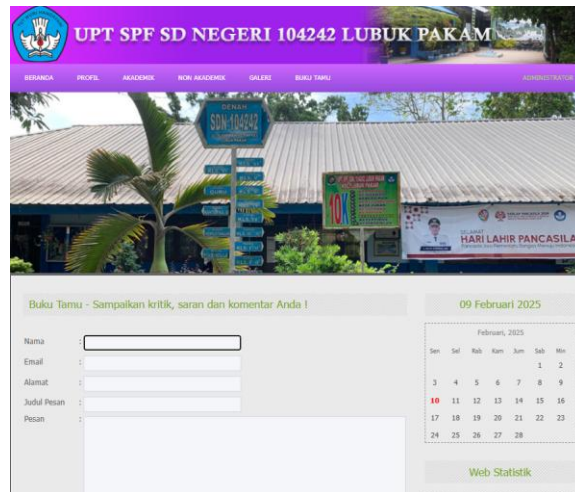 UPT SPF SD NEGERI 104242 LUBUK PAKAM
BERANDA PROFIL AKADEMIK NON AKADEMIK GALERI BUKU TAMU ADMINISTRATOR
DENAH
SDN-104242
10K
SELAMAT
HARI LAHIR PANCASILA
Buku Tamu - Sampaikan kritik, saran dan komentar Anda !
Nama :
Email :
Alamat :
Judul Pesan :
Pesan :
09 Februari 2025
Februari, 2025
Sen Sel Rab Kam Jum Sab Min
1 2
3 4 5 6 7 8 9
10 11 12 13 14 15 16
17 18 19 20 21 22 23
24 25 26 27 28
Web Statistik